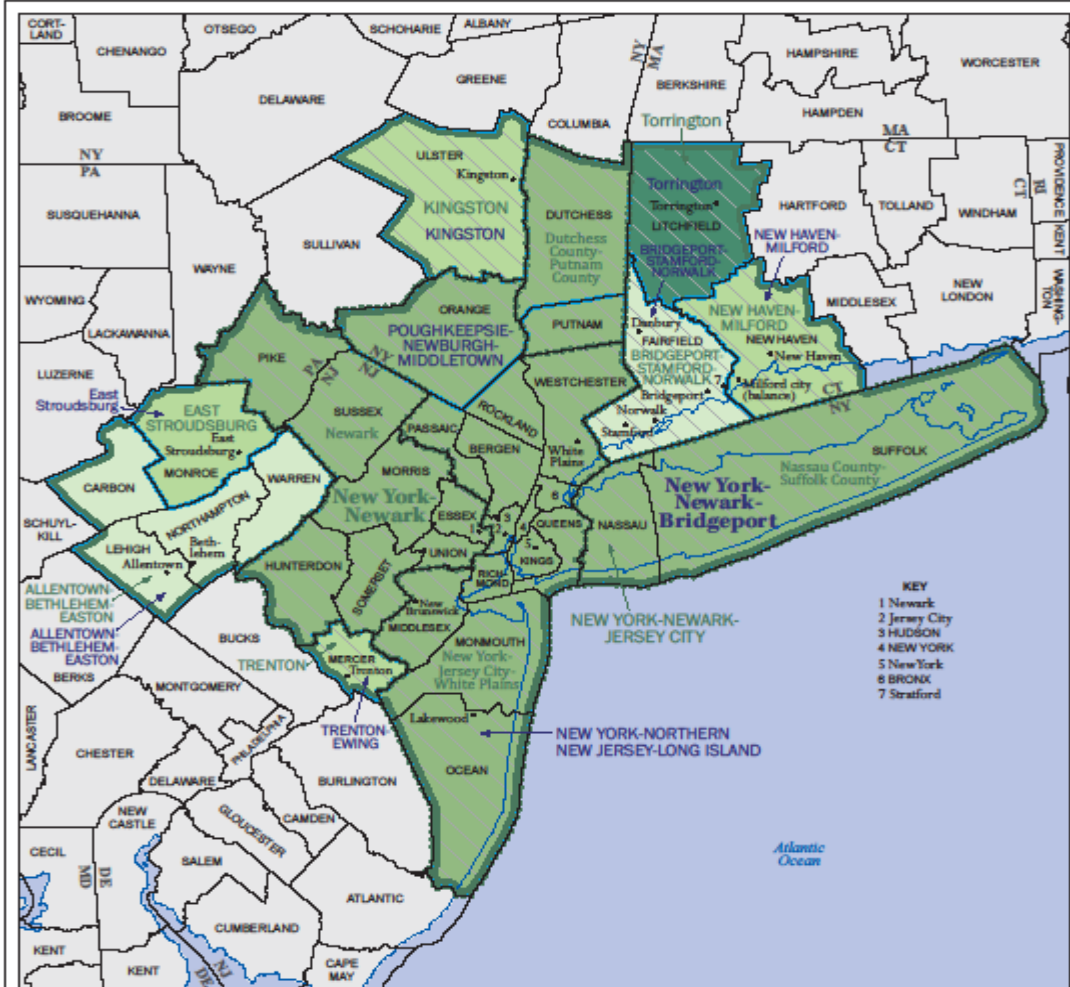 CORT-
LAND
OTSEGO
SCHOHARIE
ALBANY
CHENANGO
NY
MA
HAMPSHIRE
WORCESTER
GREENE
BERKSHIRE
DELAWARE
HAMPDEN
BROOME
COLUMBIA
Torrington
MA
CT
NY
PA
ULSTER
Kingston
KINGSTON
KINGSTON
DUTCHESS
Dutchess
County-
Putnam
County
Torrington
Torrington
LITCHFIELD
HARTFORD
TOLLAND
WINDHAM
CT
RI
PROVIDENCE
KENT
WASHING-
TON
SUSQUEHANNA
SULLIVAN
WAYNE
BRIDGEPORT-
STAMFORD-
NORWALK
NEW HAVEN-
MILFORD
WYOMING
LACKAWANNA
ORANGE
POUGHKEEPSIE-
NEWBURGH-
MIDDLETOWN
PUTNAM
Danbury
FAIRFIELD
BRIDGEPORT-
STAMFORD-
NORWALK
7
Bridgeport
Norwalk
Stamford
NEW HAVEN-
MILFORD
NEW HAVEN
New Haven
Milford city
(balance)
MIDDLESEX
NEW
LONDON
CT
NY
LUZERNE
PIKE
PA
NJ
NY
NJ
WESTCHESTER
East
Stroudsburg
EAST
STROUDSBURG
East
Stroudsburg
MONROE
SUSSEX
Newark
PASSAIC
ROCKLAND
BERGEN
White
Plains
SUFFOLK
Nassau County-
Suffolk County
CARBON
WARREN
MORRIS
New York-
Newark
New York-
Newark-
Bridgeport
SCHUYL-
KILL
NORTHAMPTON
Beth-
lehem
LEHIGH
Allentown
ESSEX
1
2
3
4
5
6
QUEENS
KINGS
NASSAU
UNION
RICH-
MOND
HUNTERDON
SOMERSET
New
Brunswick
MIDDLESEX
ALLENTOWN-
BETHLEHEM-
EASTON
ALLENTOWN-
BETHLEHEM-
EASTON
NEW YORK-NEWARK-
JERSEY CITY
KEY
1 Newark
2 Jersey City
3 HUDSON
4 NEW YORK
5 New York
6 BRONX
7 Stratford
BUCKS
TRENTON
MERCER
Trenton
MONMOUTH
New York-
Jersey City-
White Plains
BERKS
MONTGOMERY
TRENTON-
EWING
Lakewood
NEW YORK-NORTHERN
NEW JERSEY-LONG ISLAND
LANCASTER
CHESTER
PHILADELPHIA
DELAWARE
BURLINGTON
OCEAN
NEW
CASTLE
GLOUCESTER
CAMDEN
CECIL
DE
MD
SALEM
ATLANTIC
Atlantic
Ocean
CUMBERLAND
KENT
KENT
NJ
DE
CAPE
MAY